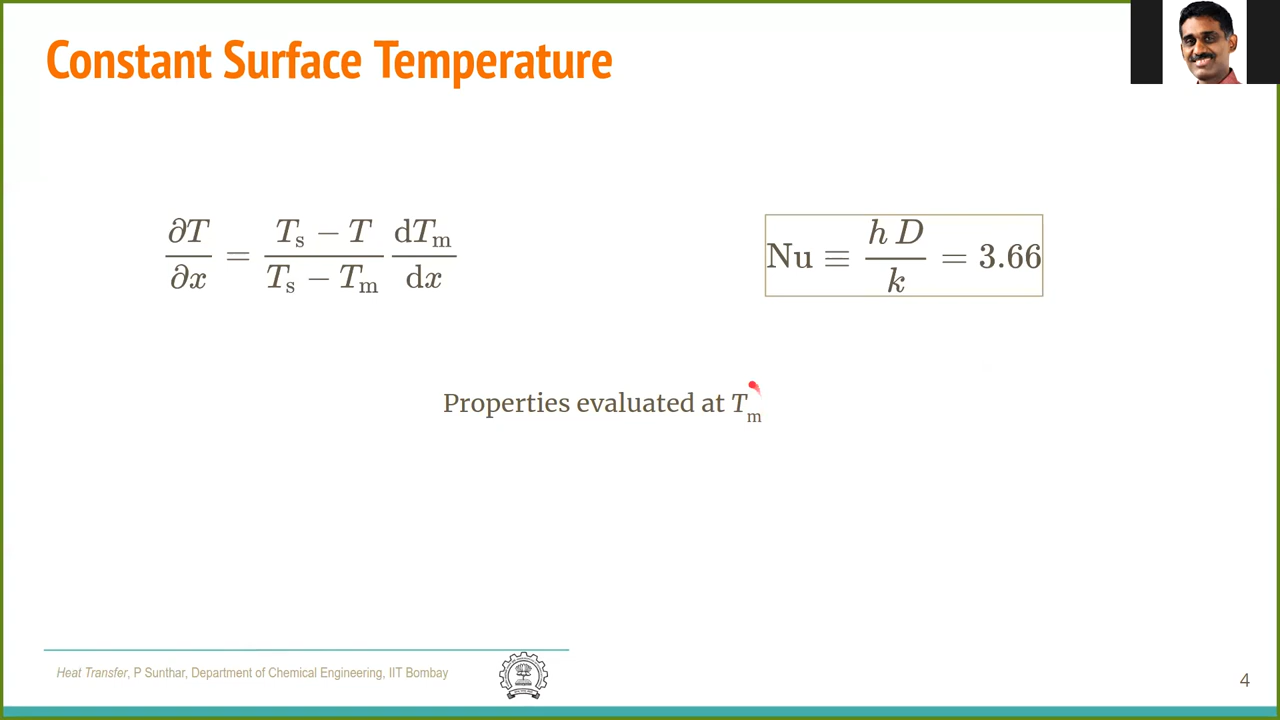 Constant Surface Temperature
∂T/∂x = (T_s − T)/(T_s − T_m) dT_m/dx
Nu ≡ h D/k = 3.66
Properties evaluated at T_m
Heat Transfer, P Sunthar, Department of Chemical Engineering, IIT Bombay
4